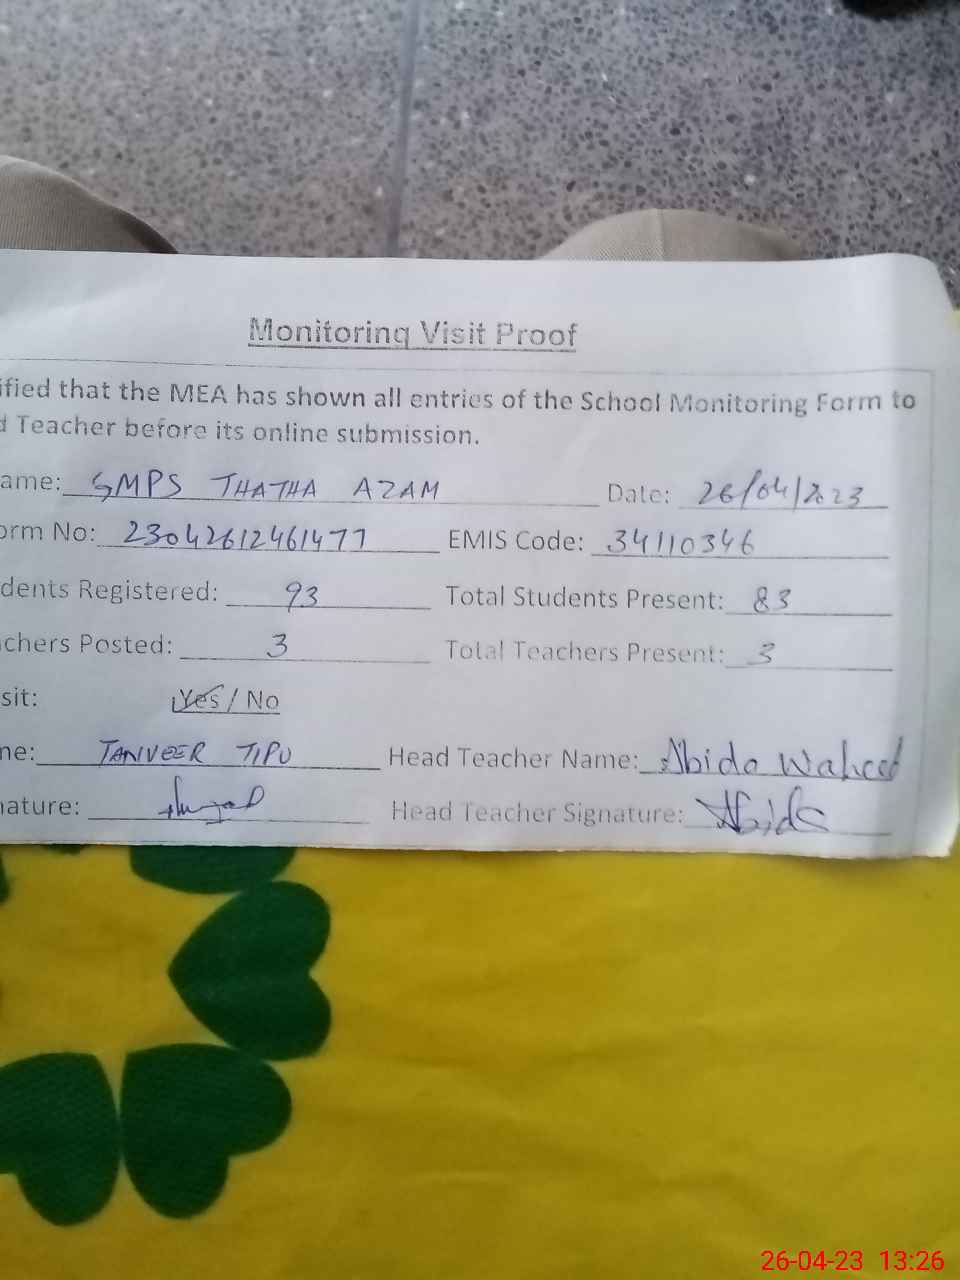 Monitoring Visit Proof
ified that the MEA has shown all entries of the School Monitoring Form to
d Teacher before its online submission.
ame: GMPS THATHA AZAM Date: 26/04/2023
orm No: 23042612461477 EMIS Code: 34110346
dents Registered: 93 Total Students Present: 83
chers Posted: 3 Total Teachers Present: 3
sit: Yes / No
ne: TANVEER TIPU Head Teacher Name: Abida Waheed
nature: Head Teacher Signature: Abida
26-04-23 13:26